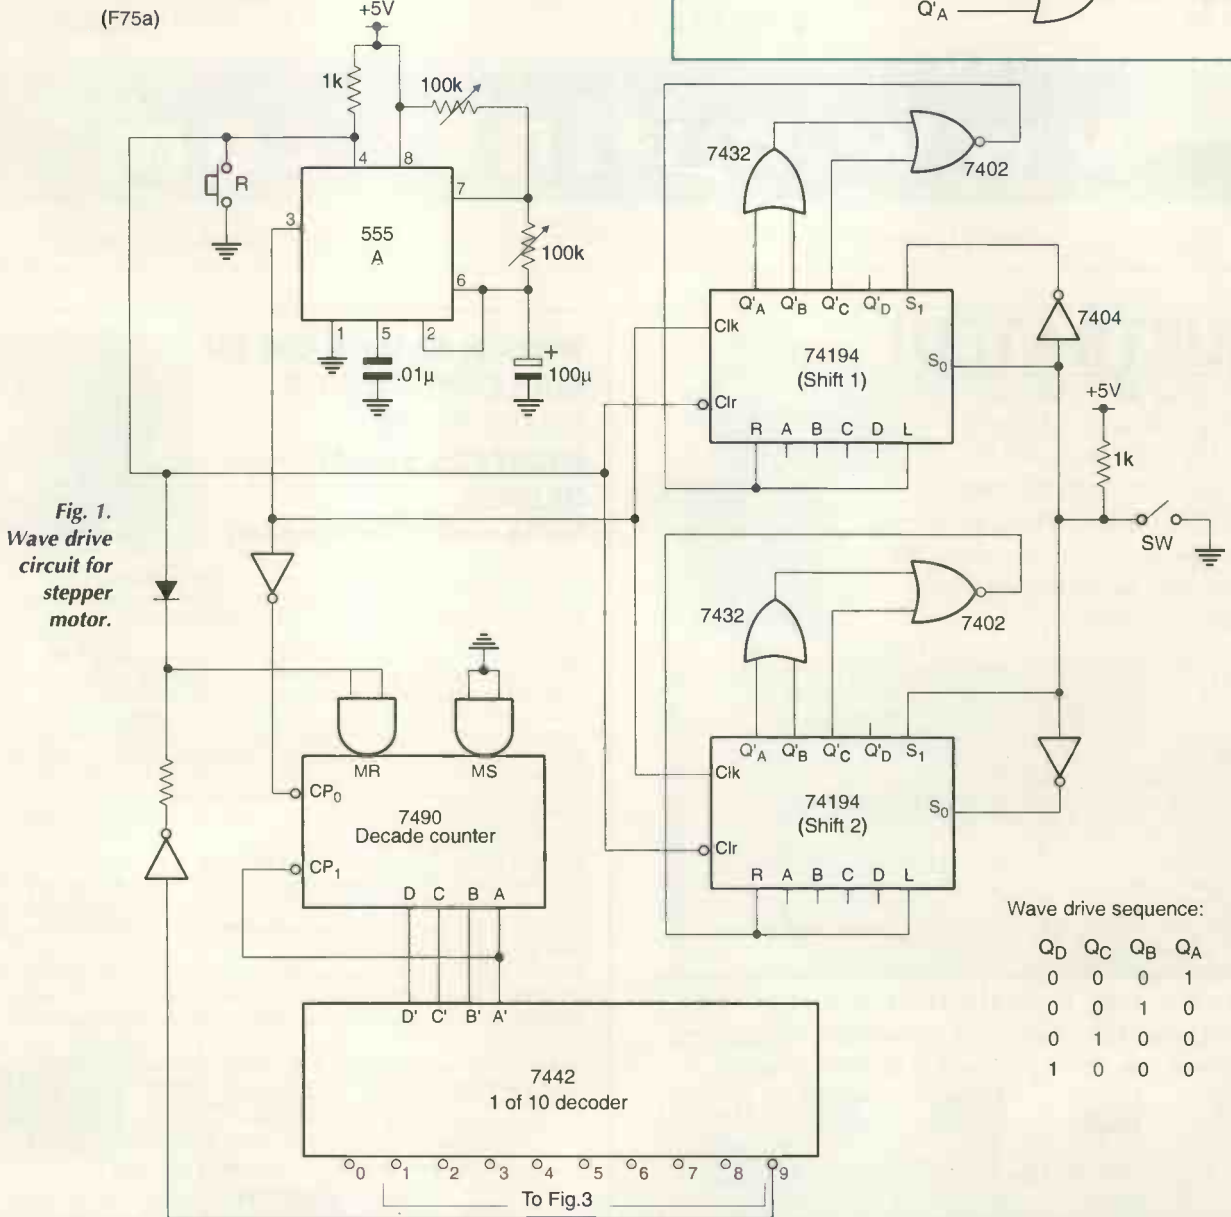 (F75a)
+5V
Q'A
1k
100k
4
8
7432
7402
R
7
3
555
A
100k
6
Q'A Q'B Q'C Q'D S1
7404
1
5
2
Clk
.01µ
+
100µ
74194
(Shift 1)
S0
Clr
+5V
R A B C D L
1k
Fig. 1.
Wave drive
circuit for
stepper
motor.
SW
7432
7402
Q'A Q'B Q'C Q'D S1
MR
MS
Clk
CP0
7490
Decade counter
74194
(Shift 2)
S0
Clr
CP1
D C B A
R A B C D L
Wave drive sequence:
QD QC QB QA
0 0 0 1
0 0 1 0
0 1 0 0
1 0 0 0
D' C' B' A'
7442
1 of 10 decoder
0 1 2 3 4 5 6 7 8 9
To Fig.3